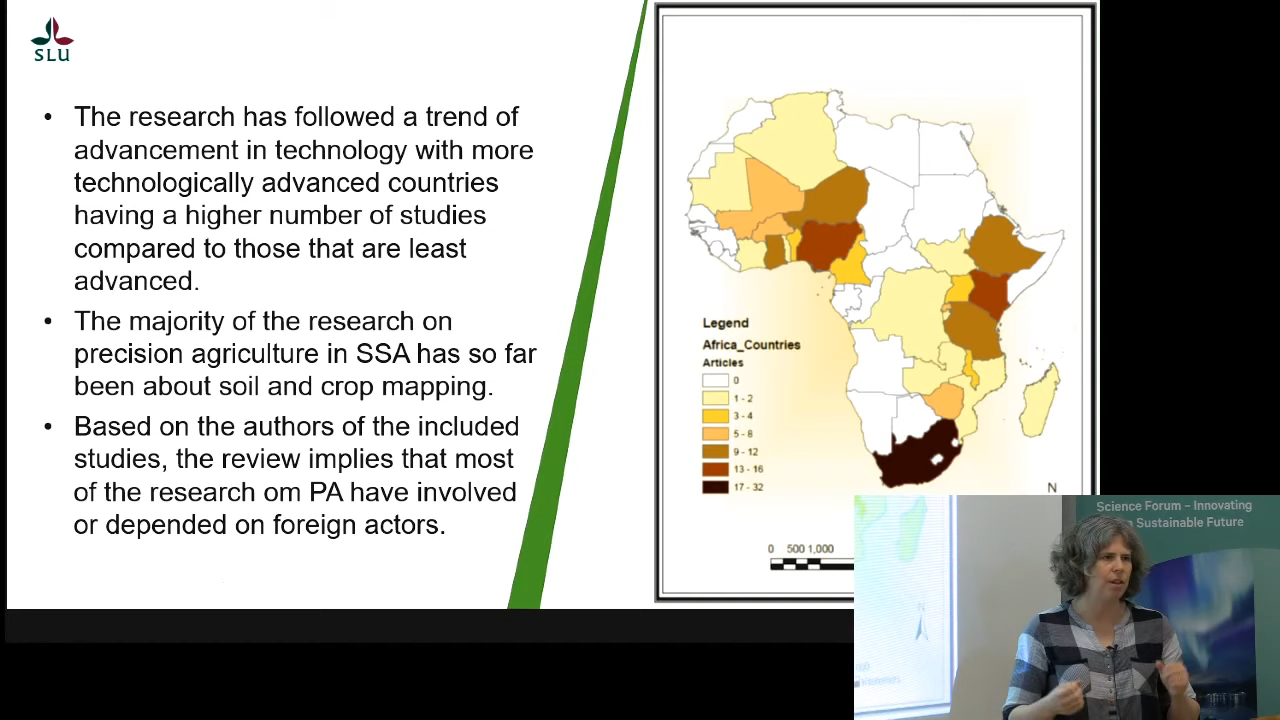 SLU
• The research has followed a trend of
advancement in technology with more
technologically advanced countries
having a higher number of studies
compared to those that are least
advanced.
• The majority of the research on
precision agriculture in SSA has so far
been about soil and crop mapping.
• Based on the authors of the included
studies, the review implies that most
of the research om PA have involved
or depended on foreign actors.
Legend
Africa_Countries
Articles
0
1 - 2
3 - 4
5 - 8
9 - 12
13 - 16
17 - 32
N
0 500 1,000
Science Forum – Innovating
Sustainable Future
N